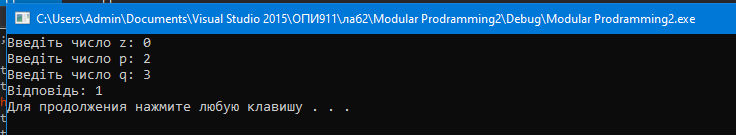 C:\Users\Admin\Documents\Visual Studio 2015\ОПИ911\ла62\Modular Prodramming2\Debug\Modular Prodramming2.exe
Введіть число z: 0
Введіть число p: 2
Введіть число q: 3
Відповідь: 1
Для продолжения нажмите любую клавишу . . .